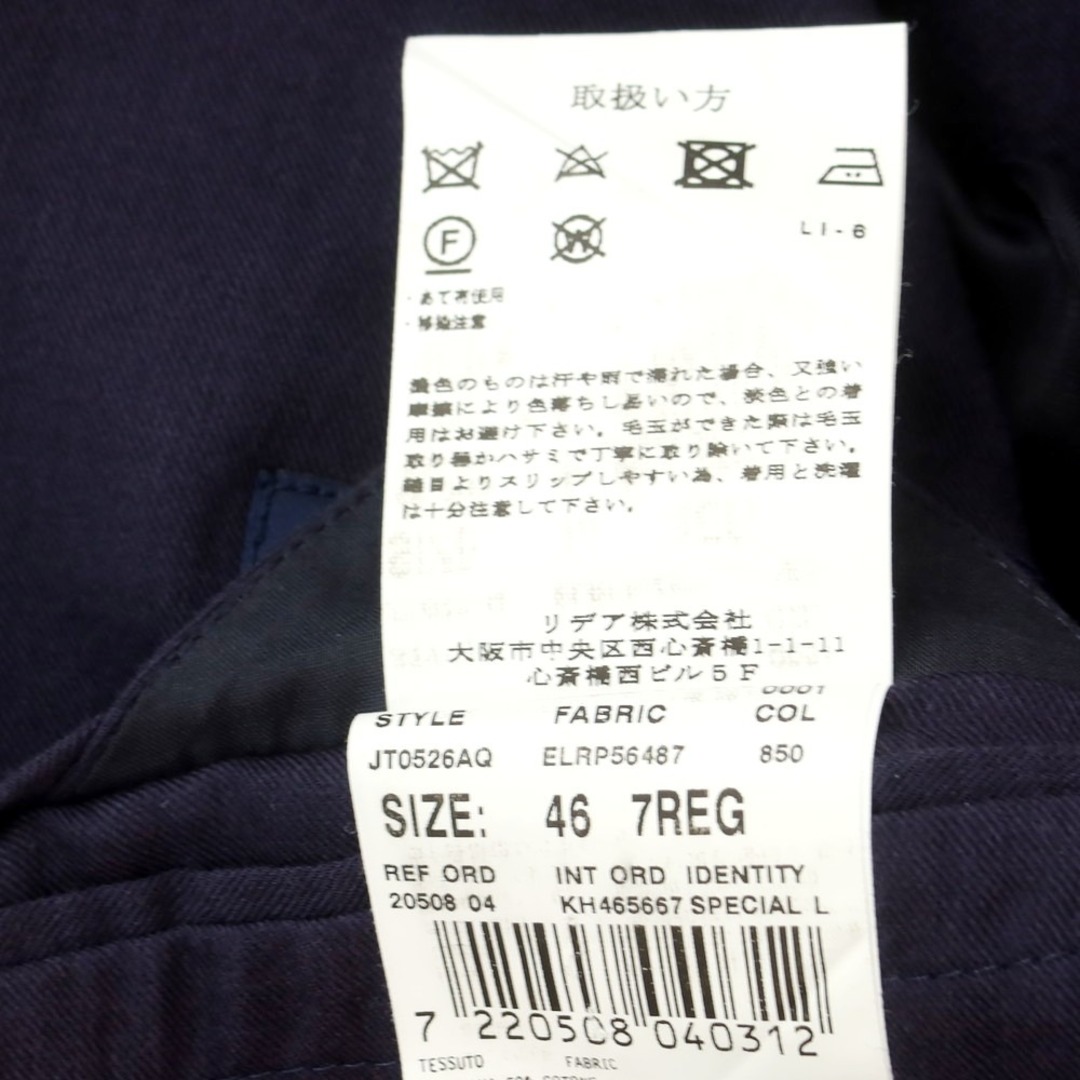 取扱い方
F
W
LI-6
・あて布使用
・移染注意
濃色のものは汗や雨で濡れた場合、又強い
摩擦により色落ちし易いので、淡色との着
用はお避け下さい。毛玉ができた際は毛玉
取り器かハサミで丁寧に取り除いて下さい。
縫目よりスリップしやすい為、着用と洗濯
は十分注意して下さい。
リデア株式会社
大阪市中央区西心斎橋1-1-11
心斎橋西ビル5F
0001
STYLE FABRIC COL
JT0526AQ ELRP56487 850
SIZE: 46 7REG
REF ORD INT ORD IDENTITY
20508 04 KH465667 SPECIAL L
7 220508 040312
TESSUTO FABRIC